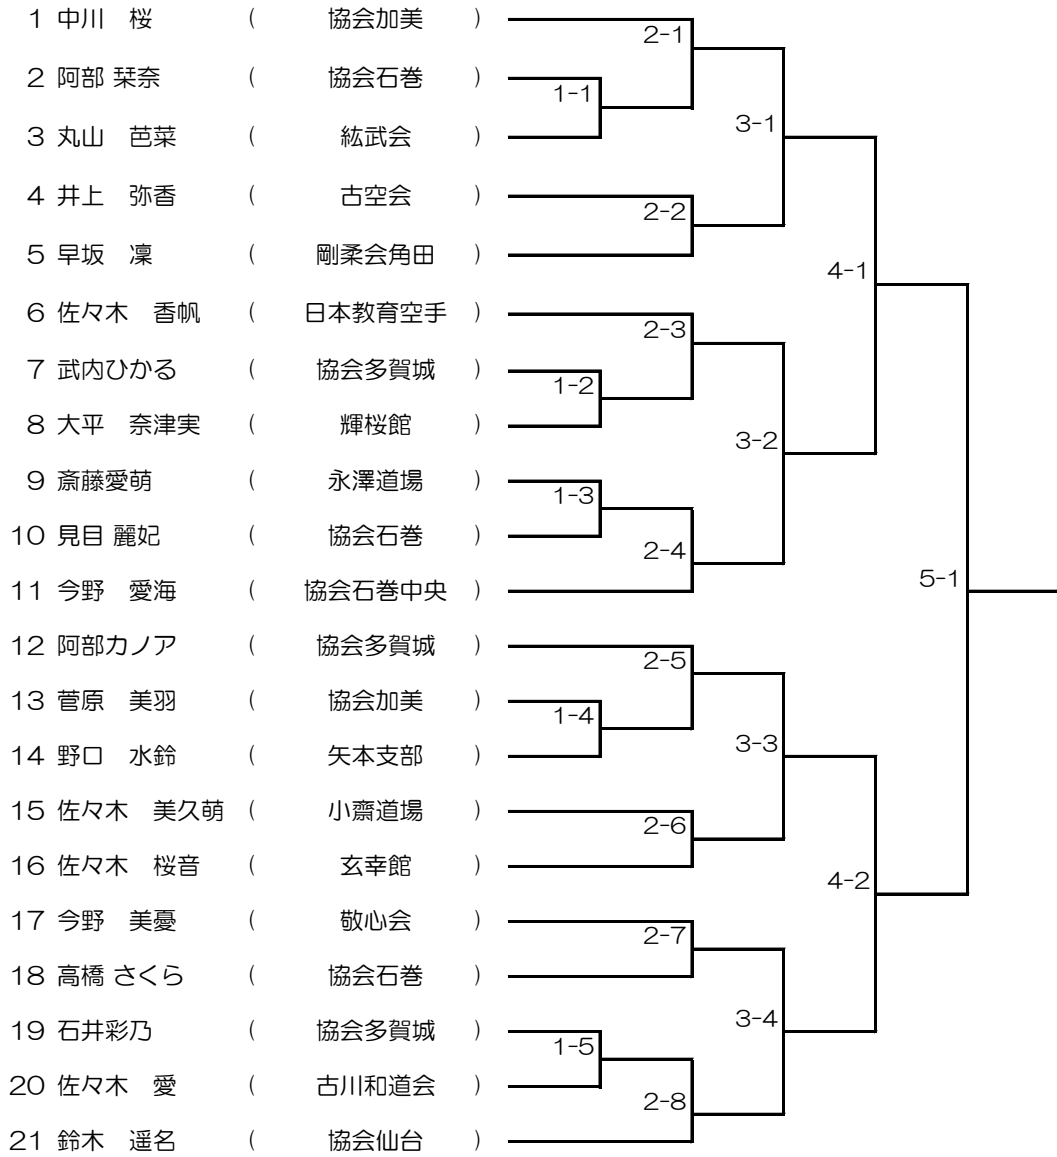 1 中川　桜 ( 協会加美 )
2-1
2 阿部 栞奈 ( 協会石巻 )
1-1
3 丸山　芭菜 ( 紘武会 )
3-1
4 井上　弥香 ( 古空会 )
2-2
5 早坂　凜 ( 剛柔会角田 )
4-1
6 佐々木　香帆 ( 日本教育空手 )
2-3
7 武内ひかる ( 協会多賀城 )
1-2
8 大平　奈津実 ( 輝桜館 )
3-2
9 斎藤愛萌 ( 永澤道場 )
1-3
10 見目 麗妃 ( 協会石巻 )
2-4
11 今野　愛海 ( 協会石巻中央 )
5-1
12 阿部カノア ( 協会多賀城 )
2-5
13 菅原　美羽 ( 協会加美 )
1-4
14 野口　水鈴 ( 矢本支部 )
3-3
15 佐々木　美久萌 ( 小齋道場 )
2-6
16 佐々木　桜音 ( 玄幸館 )
4-2
17 今野　美憂 ( 敬心会 )
2-7
18 高橋 さくら ( 協会石巻 )
3-4
19 石井彩乃 ( 協会多賀城 )
1-5
20 佐々木　愛 ( 古川和道会 )
2-8
21 鈴木　遥名 ( 協会仙台 )